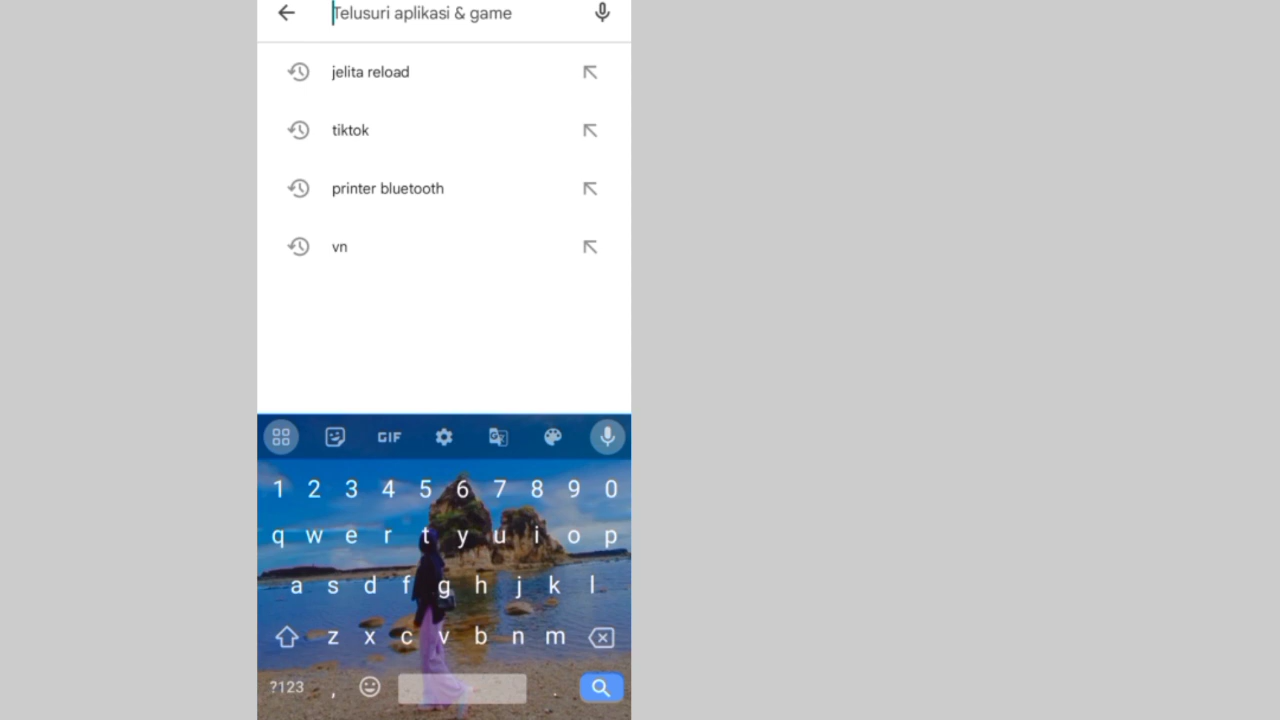 Telusuri aplikasi & game
jelita reload
tiktok
printer bluetooth
vn
GIF
1 2 3 4 5 6 7 8 9 0
q w e r t y u i o p
a s d f g h j k l
z x c v b n m
?123 , .